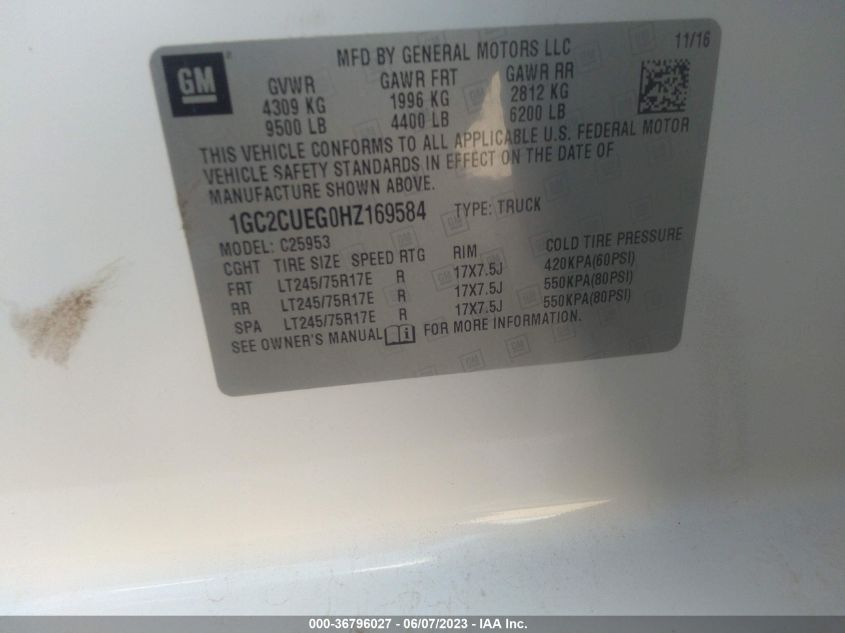 GM
MFD BY GENERAL MOTORS LLC
11/16
GVWR GAWR FRT GAWR RR
4309 KG 1996 KG 2812 KG
9500 LB 4400 LB 6200 LB
THIS VEHICLE CONFORMS TO ALL APPLICABLE U.S. FEDERAL MOTOR
VEHICLE SAFETY STANDARDS IN EFFECT ON THE DATE OF
MANUFACTURE SHOWN ABOVE.
1GC2CUEG0HZ169584 TYPE: TRUCK
MODEL: C25953
CGHT TIRE SIZE SPEED RTG RIM COLD TIRE PRESSURE
FRT LT245/75R17E R 17X7.5J 420KPA(60PSI)
RR LT245/75R17E R 17X7.5J 550KPA(80PSI)
SPA LT245/75R17E R 17X7.5J 550KPA(80PSI)
SEE OWNER'S MANUAL FOR MORE INFORMATION.
000-36796027 - 06/07/2023 - IAA Inc.